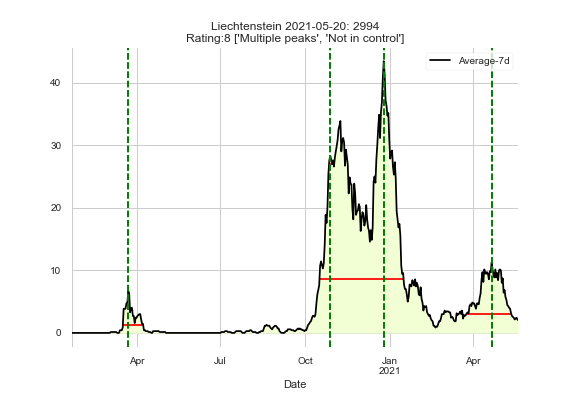 Liechtenstein 2021-05-20: 2994
Rating:8 ['Multiple peaks', 'Not in control']
Average-7d
40
30
20
10
0
Apr
Jul
Oct
Jan
2021
Apr
Date